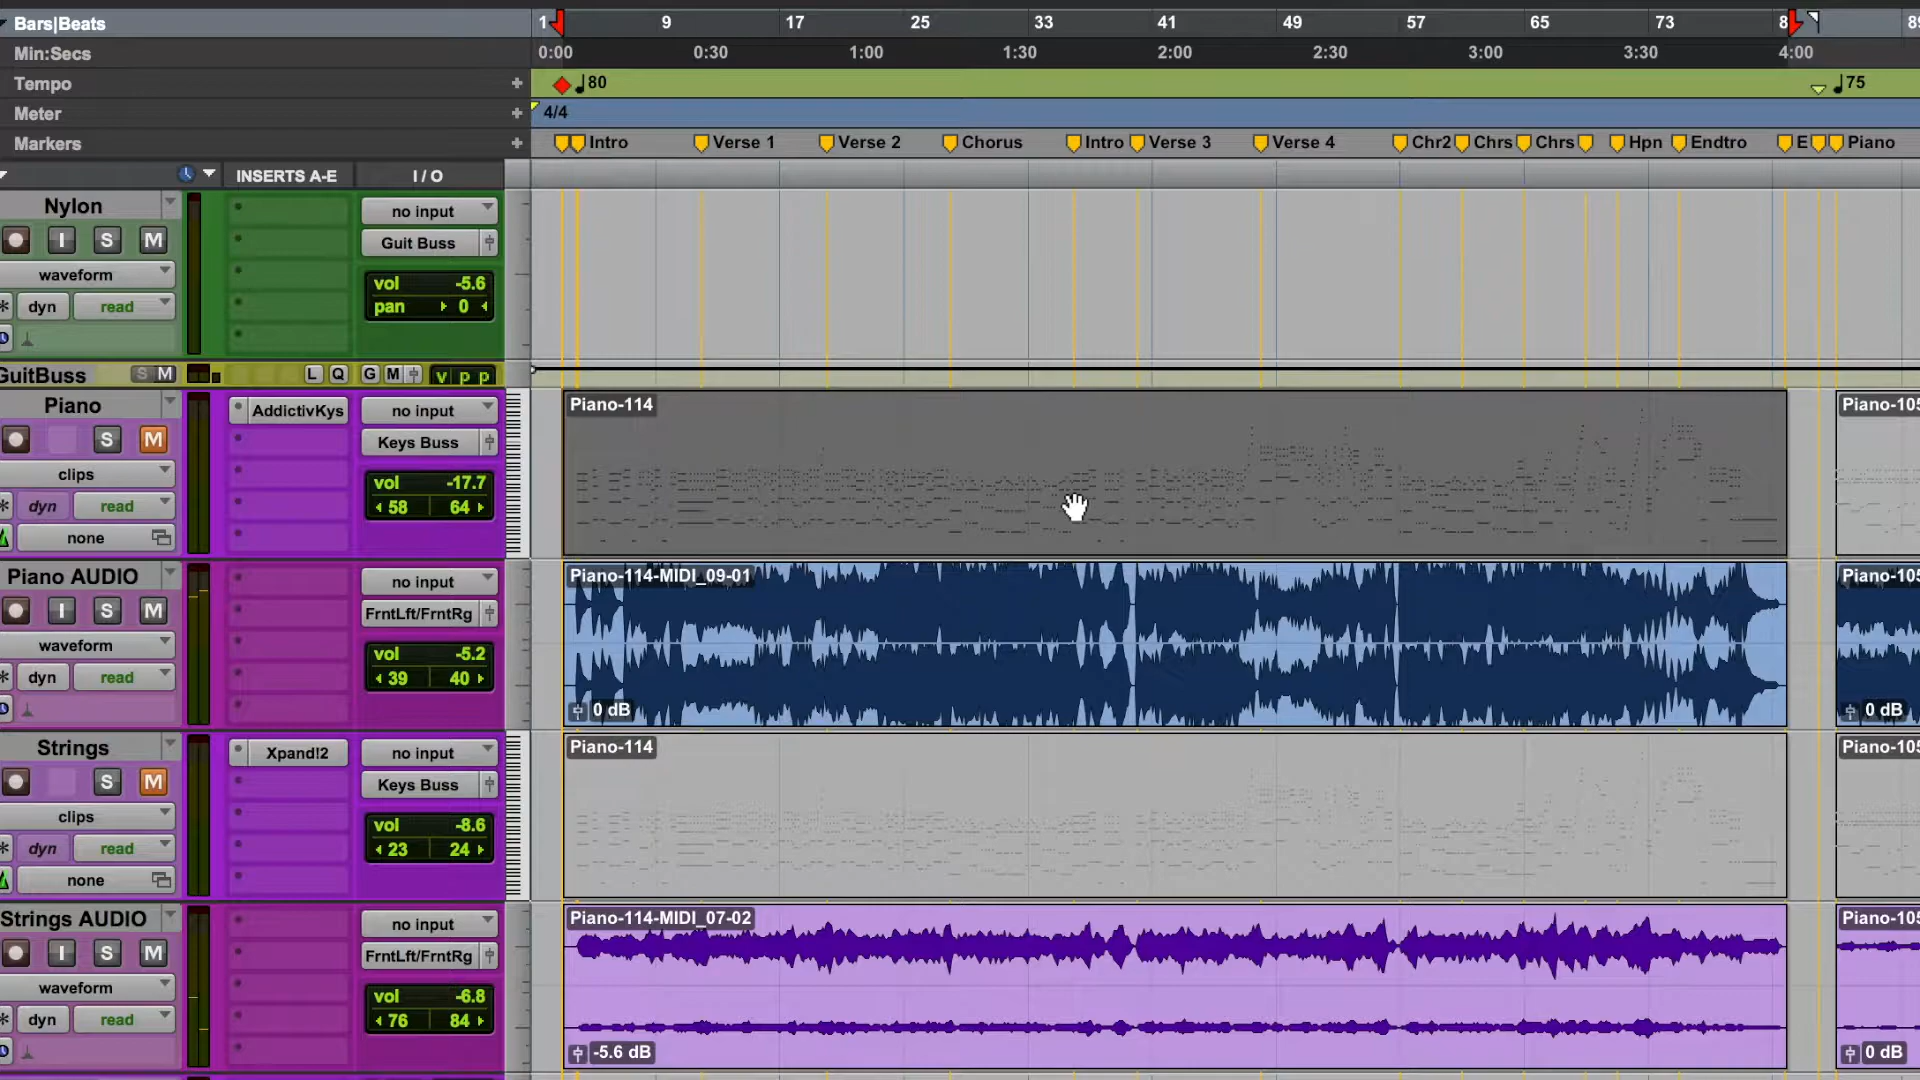 Bars|Beats
1 9 17 25 33 41 49 57 65 73 8 89
Min:Secs
0:00 0:30 1:00 1:30 2:00 2:30 3:00 3:30 4:00
Tempo + 80 75
Meter + 4/4
Markers + Intro Verse 1 Verse 2 Chorus Intro Verse 3 Verse 4 Chr2 Chrs Chrs Hpn Endtro E Piano
INSERTS A-E I / O
Nylon no input
I S M Guit Buss
waveform vol -5.6
dyn read pan 0
GuitBuss S M L Q G M v p p
Piano AddictivKys no input Piano-114 Piano-105
S M Keys Buss
clips vol -17.7
dyn read 58 64
none
Piano AUDIO no input Piano-114-MIDI_09-01 Piano-105
I S M FrntLft/FrntRg
waveform vol -5.2
dyn read 39 40
0 dB 0 dB
Strings Xpand!2 no input Piano-114 Piano-105
S M Keys Buss
clips vol -8.6
dyn read 23 24
none
Strings AUDIO no input Piano-114-MIDI_07-02 Piano-105
I S M FrntLft/FrntRg
waveform vol -6.8
dyn read 76 84
-5.6 dB 0 dB